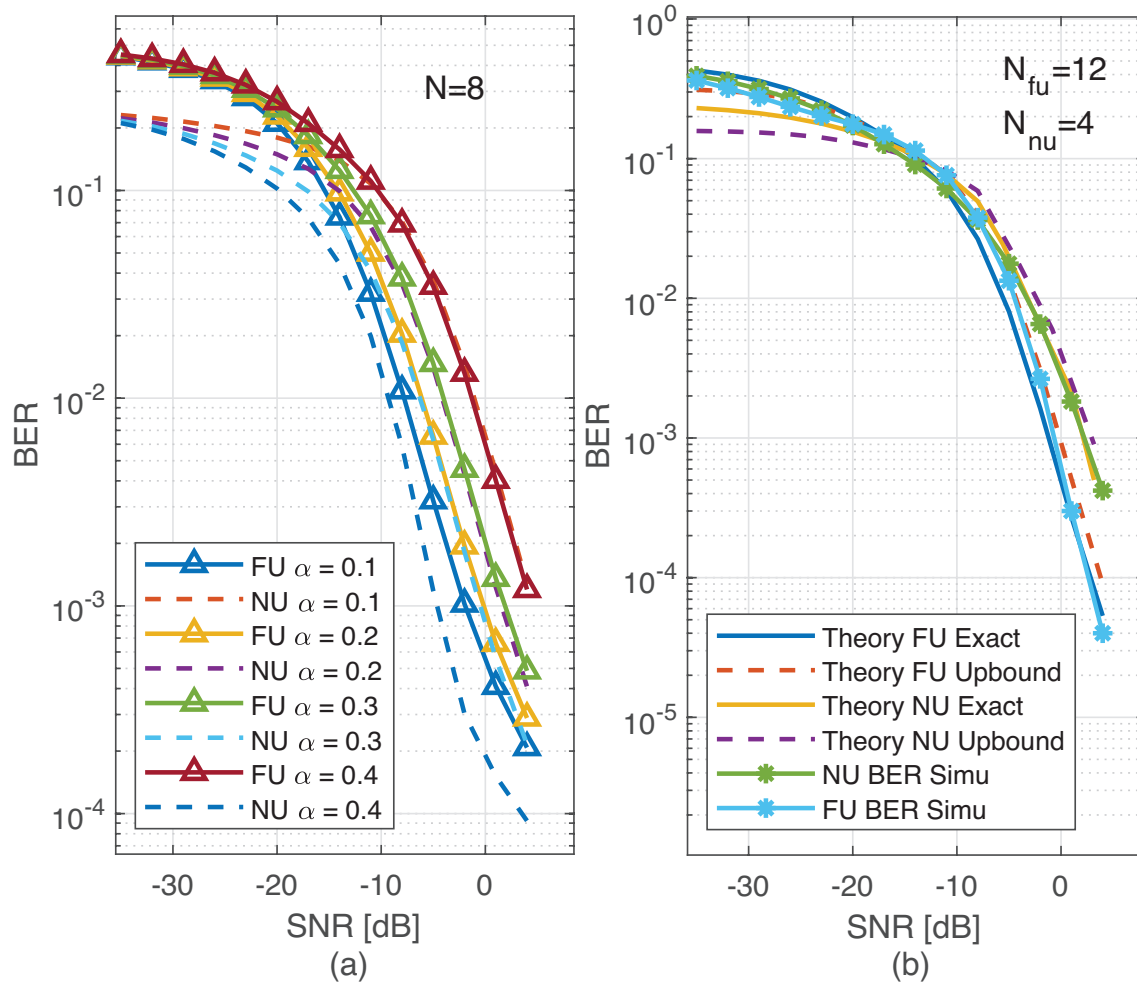 N=8
BER
10^-1
10^-2
10^-3
10^-4
FU α = 0.1
NU α = 0.1
FU α = 0.2
NU α = 0.2
FU α = 0.3
NU α = 0.3
FU α = 0.4
NU α = 0.4
-30 -20 -10 0
SNR [dB]
(a)
N_fu=12
N_nu=4
BER
10^0
10^-1
10^-2
10^-3
10^-4
10^-5
Theory FU Exact
Theory FU Upbound
Theory NU Exact
Theory NU Upbound
NU BER Simu
FU BER Simu
-30 -20 -10 0
SNR [dB]
(b)